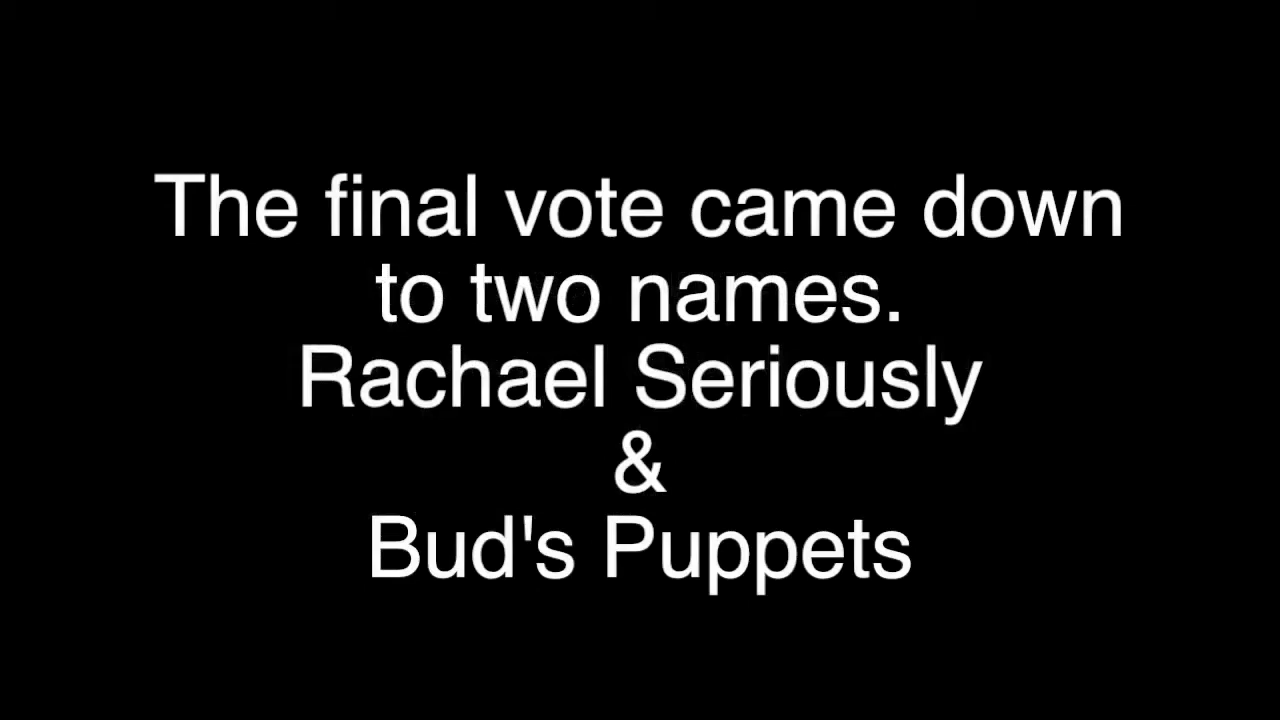 The final vote came down
to two names.
Rachael Seriously
&
Bud's Puppets